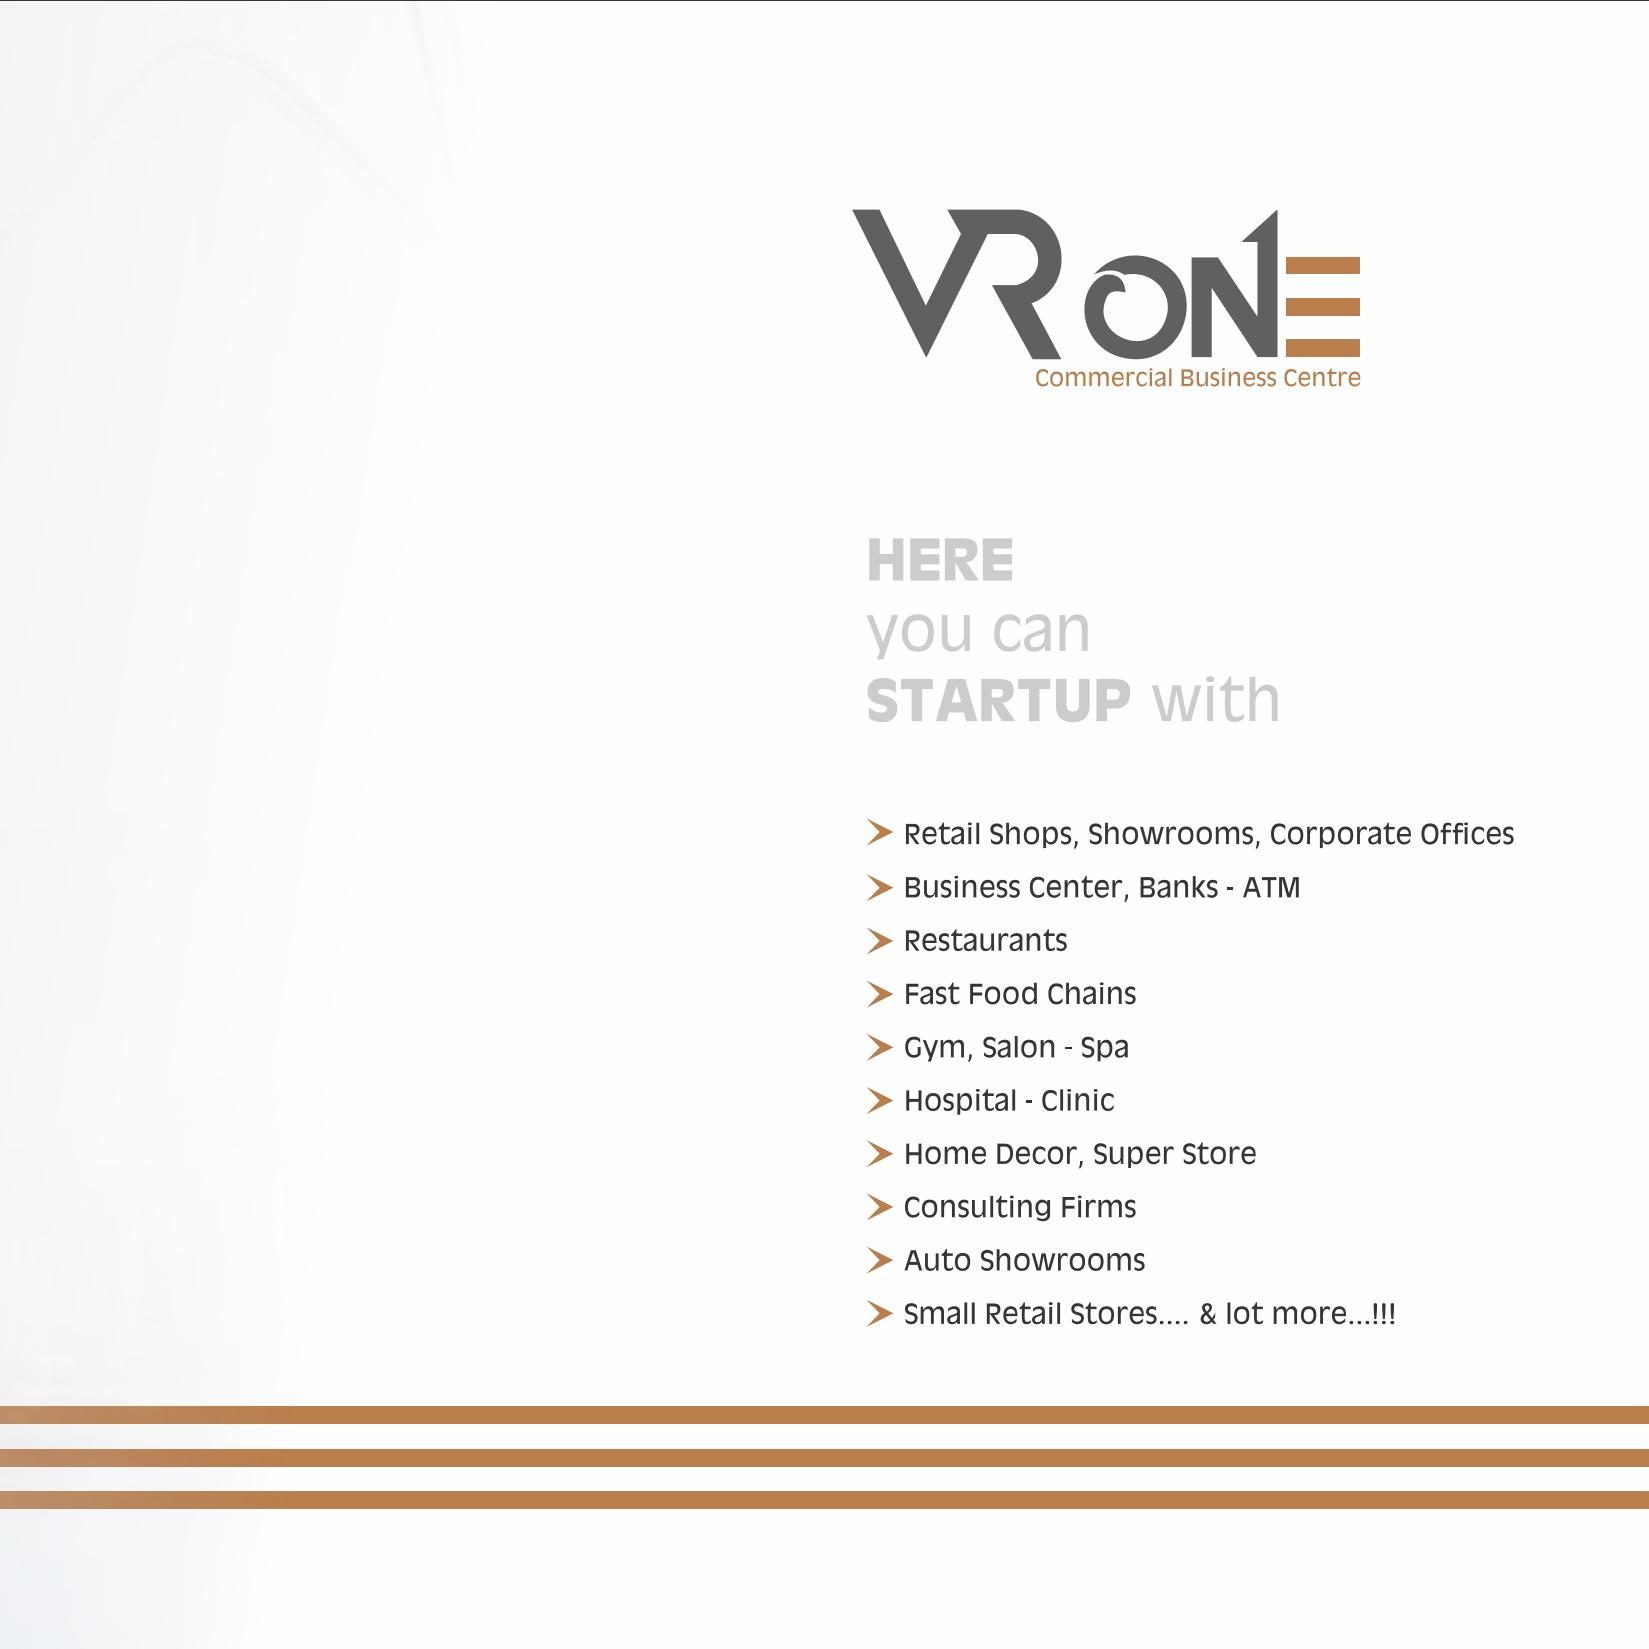 VR ONE
Commercial Business Centre
HERE
you can
STARTUP with
Retail Shops, Showrooms, Corporate Offices
Business Center, Banks - ATM
Restaurants
Fast Food Chains
Gym, Salon - Spa
Hospital - Clinic
Home Decor, Super Store
Consulting Firms
Auto Showrooms
Small Retail Stores.... & lot more...!!!